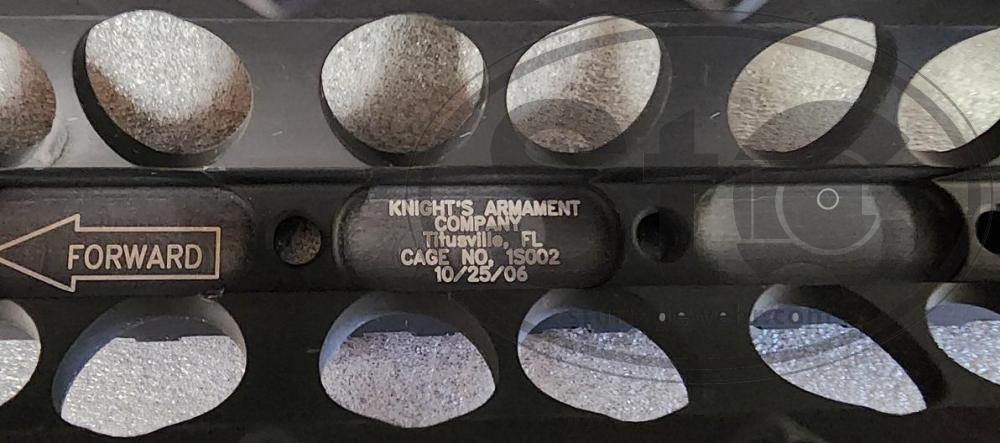 FORWARD
KNIGHT'S ARMAMENT
COMPANY
Titusville, FL
CAGE NO. 1S002
10/25/06